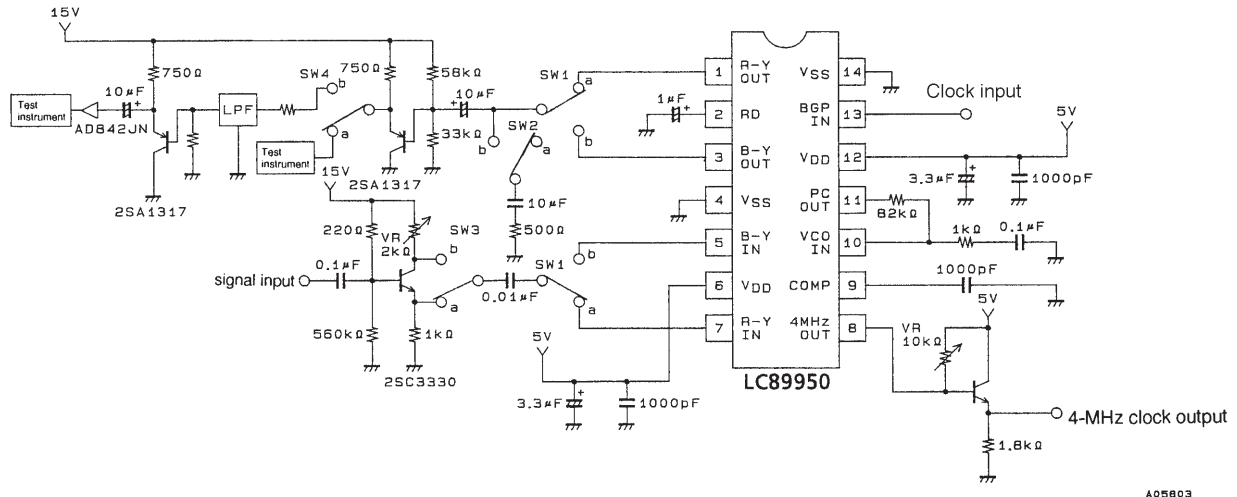 15V
750Ω
10μF
Test instrument
AD842JN
LPF
2SA1317
SW4
b
a
Test instrument
750Ω
58kΩ
33kΩ
2SA1317
10μF
b
SW2
a
10μF
500Ω
SW1
a
b
15V
220Ω
VR 2kΩ
SW3
b
a
signal input
0.1μF
560kΩ
1kΩ
2SC3330
0.01μF
SW1
b
a
5V
3.3μF
1000pF
1μF
1 R-Y OUT
2 RD
3 B-Y OUT
4 VSS
5 B-Y IN
6 VDD
7 R-Y IN
VSS 14
BGP IN 13
VDD 12
PC OUT 11
VCO IN 10
COMP 9
4MHz OUT 8
LC89950
Clock input
5V
3.3μF
1000pF
82kΩ
1kΩ
0.1μF
1000pF
5V
VR 10kΩ
4-MHz clock output
1.8kΩ
A05803